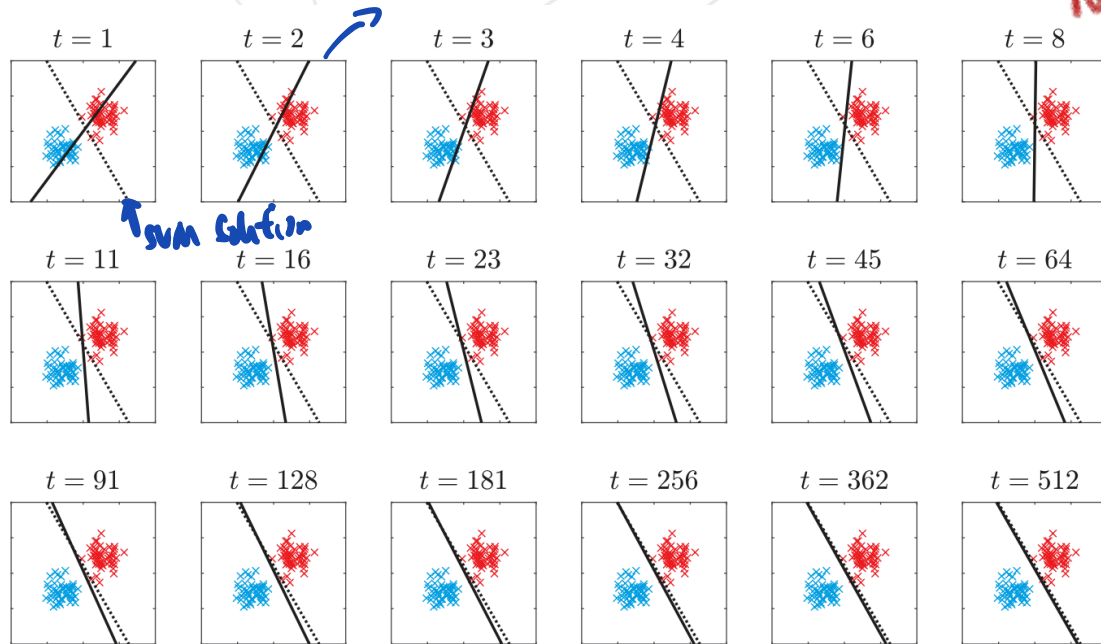 t = 1
t = 2
t = 3
t = 4
t = 6
t = 8
svm solution
t = 11
t = 16
t = 23
t = 32
t = 45
t = 64
t = 91
t = 128
t = 181
t = 256
t = 362
t = 512